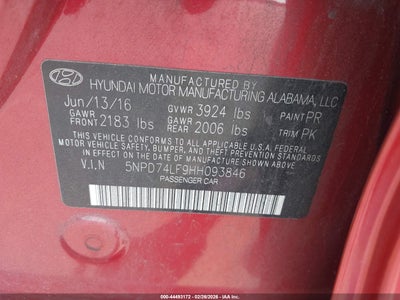 MANUFACTURED BY
HYUNDAI MOTOR MANUFACTURING ALABAMA, LLC
Jun/13/16 GVWR 3924 lbs PAINT PR
GAWR FRONT 2183 lbs GAWR REAR 2006 lbs TRIM PK
THIS VEHICLE CONFORMS TO ALL APPLICABLE U.S. FEDERAL
MOTOR VEHICLE SAFETY, BUMPER, AND THEFT PREVENTION
STANDARDS IN EFFECT ON THE DATE OF MANUFACTURE SHOWN ABOVE.
V.I.N 5NPD74LF9HH093846
PASSENGER CAR
000-44493172 - 02/28/2026 - IAAI.COM